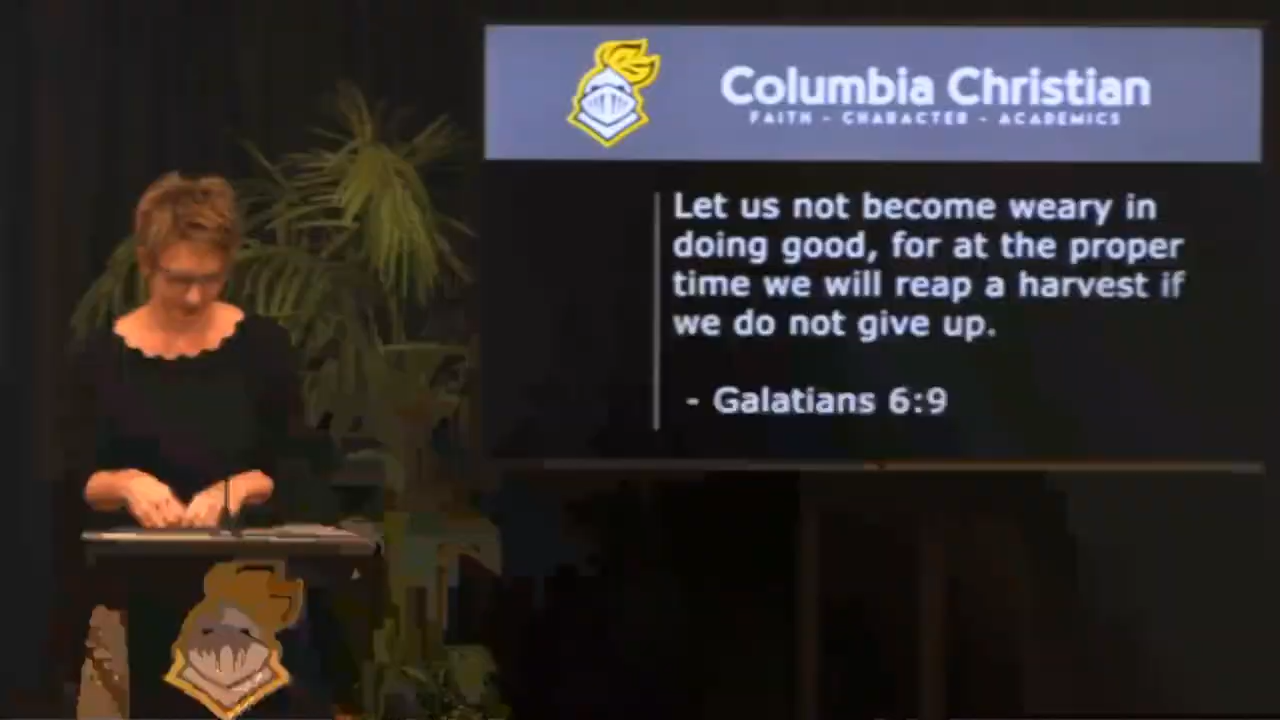 Columbia Christian
FAITH - CHARACTER - ACADEMICS
Let us not become weary in
doing good, for at the proper
time we will reap a harvest if
we do not give up.
- Galatians 6:9